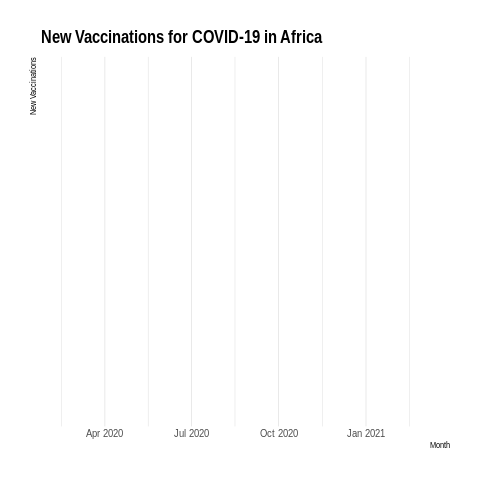 New Vaccinations for COVID-19 in Africa
New Vaccinations
Apr 2020 Jul 2020 Oct 2020 Jan 2021
Month